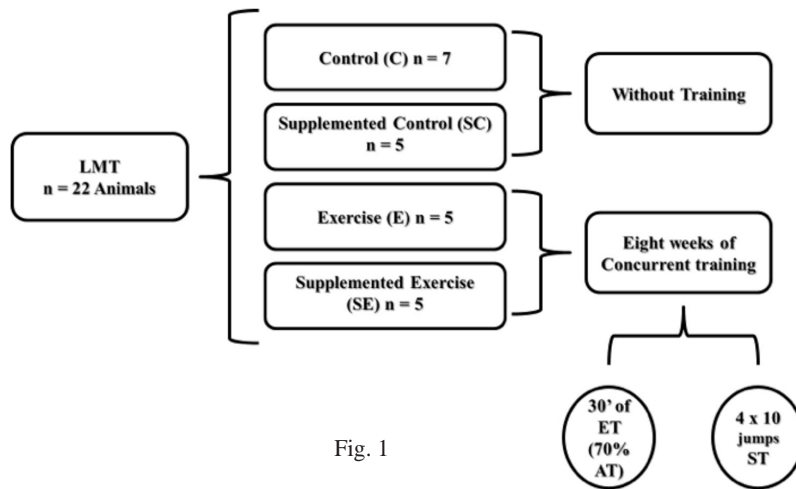 LMT
n = 22 Animals
Control (C) n = 7
Supplemented Control (SC)
n = 5
Exercise (E) n = 5
Supplemented Exercise
(SE) n = 5
Without Training
Eight weeks of
Concurrent training
30’ of
ET
(70%
AT)
4 x 10
jumps
ST
Fig. 1